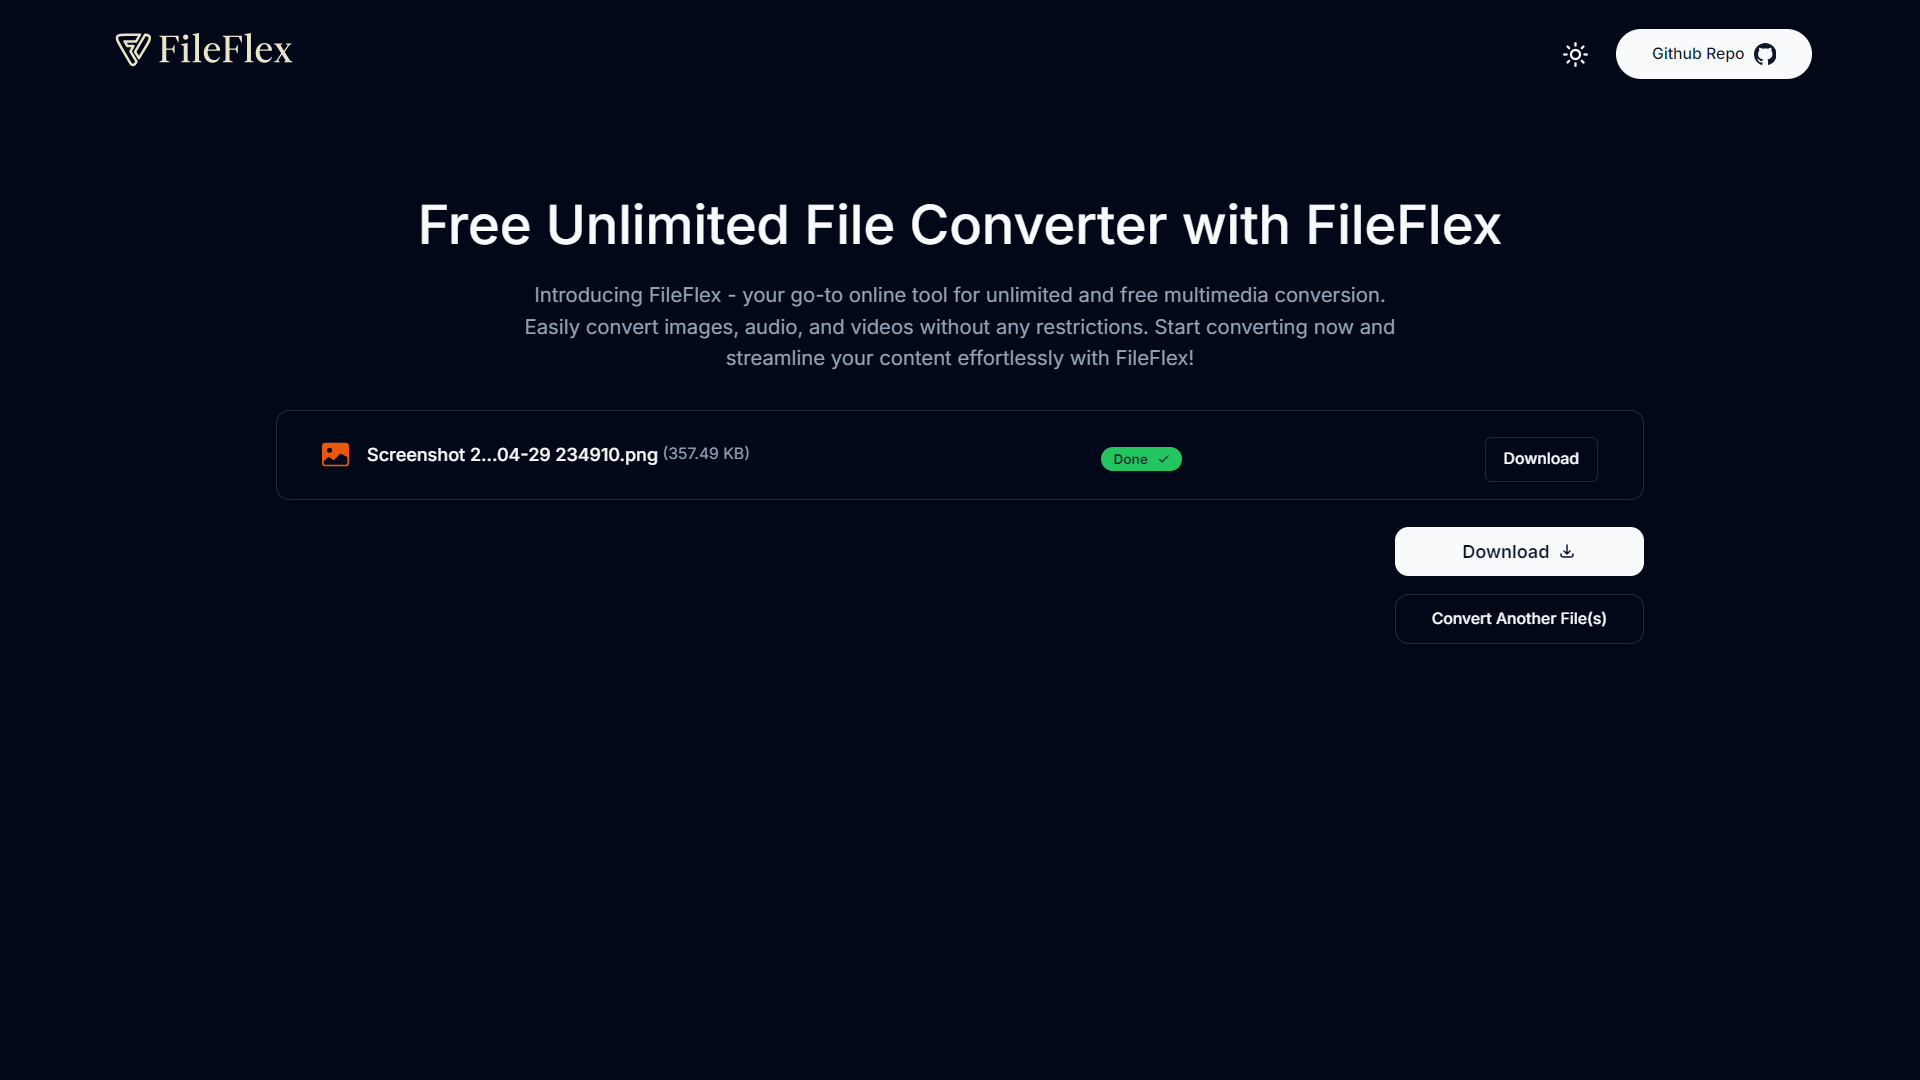 FileFlex
Github Repo
Free Unlimited File Converter with FileFlex
Introducing FileFlex - your go-to online tool for unlimited and free multimedia conversion.
Easily convert images, audio, and videos without any restrictions. Start converting now and
streamline your content effortlessly with FileFlex!
Screenshot 2...04-29 234910.png (357.49 KB)
Done
Download
Download
Convert Another File(s)